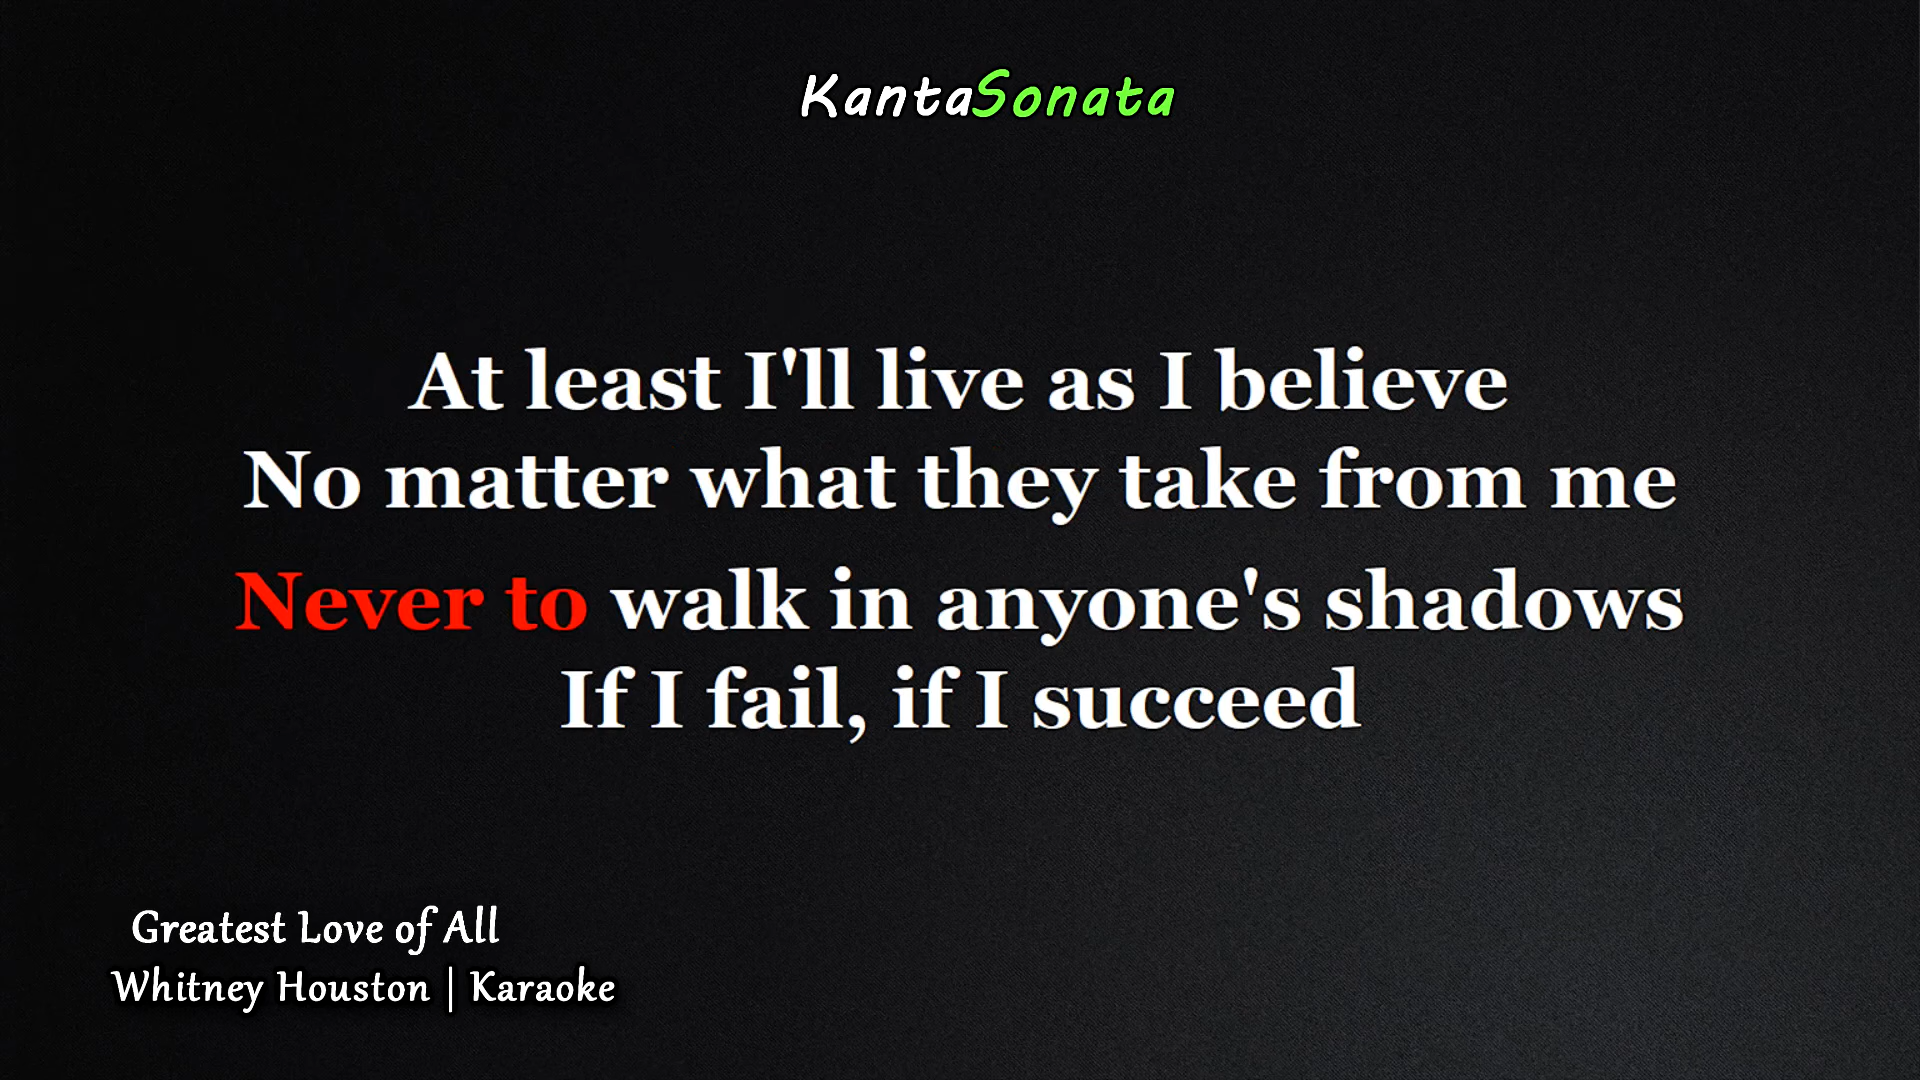 KantaSonata
At least I'll live as I believe
No matter what they take from me
Never to walk in anyone's shadows
If I fail, if I succeed
Greatest Love of All
Whitney Houston | Karaoke